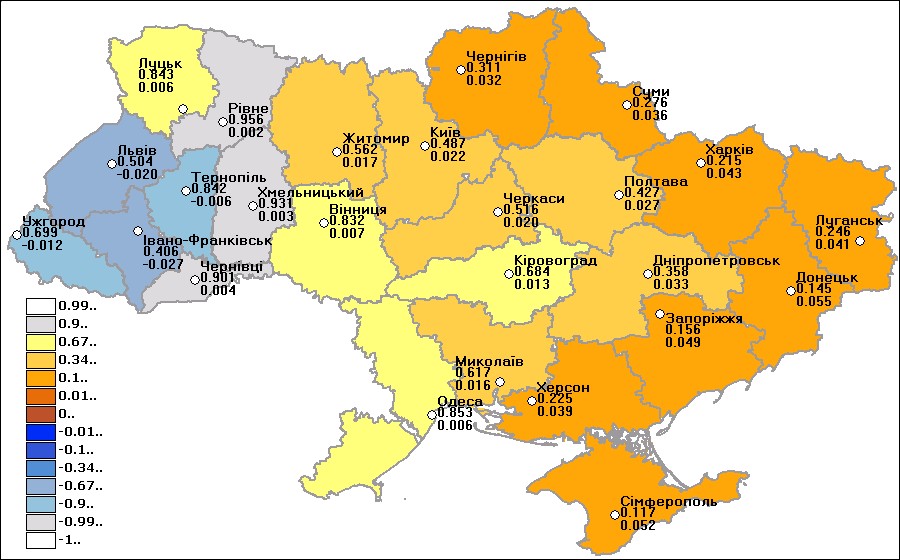 Чернігів
0.311
0.032
Суми
0.276
0.036
Луцьк
0.843
0.006
Рівне
0.956
0.002
Житомир
0.562
0.017
Київ
0.487
0.022
Харків
0.215
0.043
Львів
0.504
-0.020
Тернопіль
0.842
-0.006
Хмельницький
0.931
0.003
Вінниця
0.832
0.007
Черкаси
0.516
0.020
Полтава
0.427
0.027
Луганськ
0.246
0.041
Ужгород
0.699
-0.012
Івано-Франківськ
0.406
-0.027
Чернівці
0.901
0.004
Кіровоград
0.684
0.013
Дніпропетровськ
0.358
0.033
Донецьк
0.145
0.055
Запоріжжя
0.156
0.049
Миколаїв
0.617
0.016
Херсон
0.225
0.039
Одеса
0.853
0.006
Сімферополь
0.117
0.052
0.99..
0.9..
0.67..
0.34..
0.1..
0.01..
0..
-0.01..
-0.1..
-0.34..
-0.67..
-0.9..
-0.99..
-1..